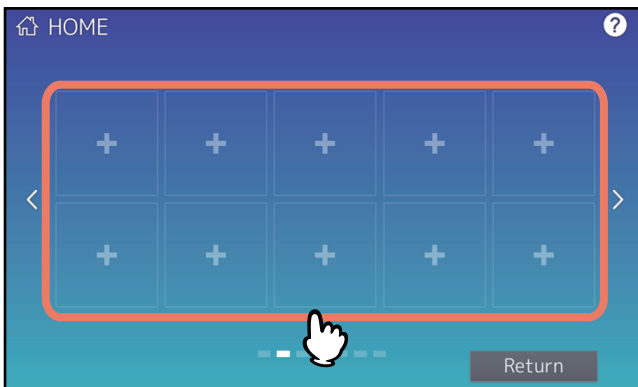 HOME
?
+ + + + +
< >
+ + + + +
Return